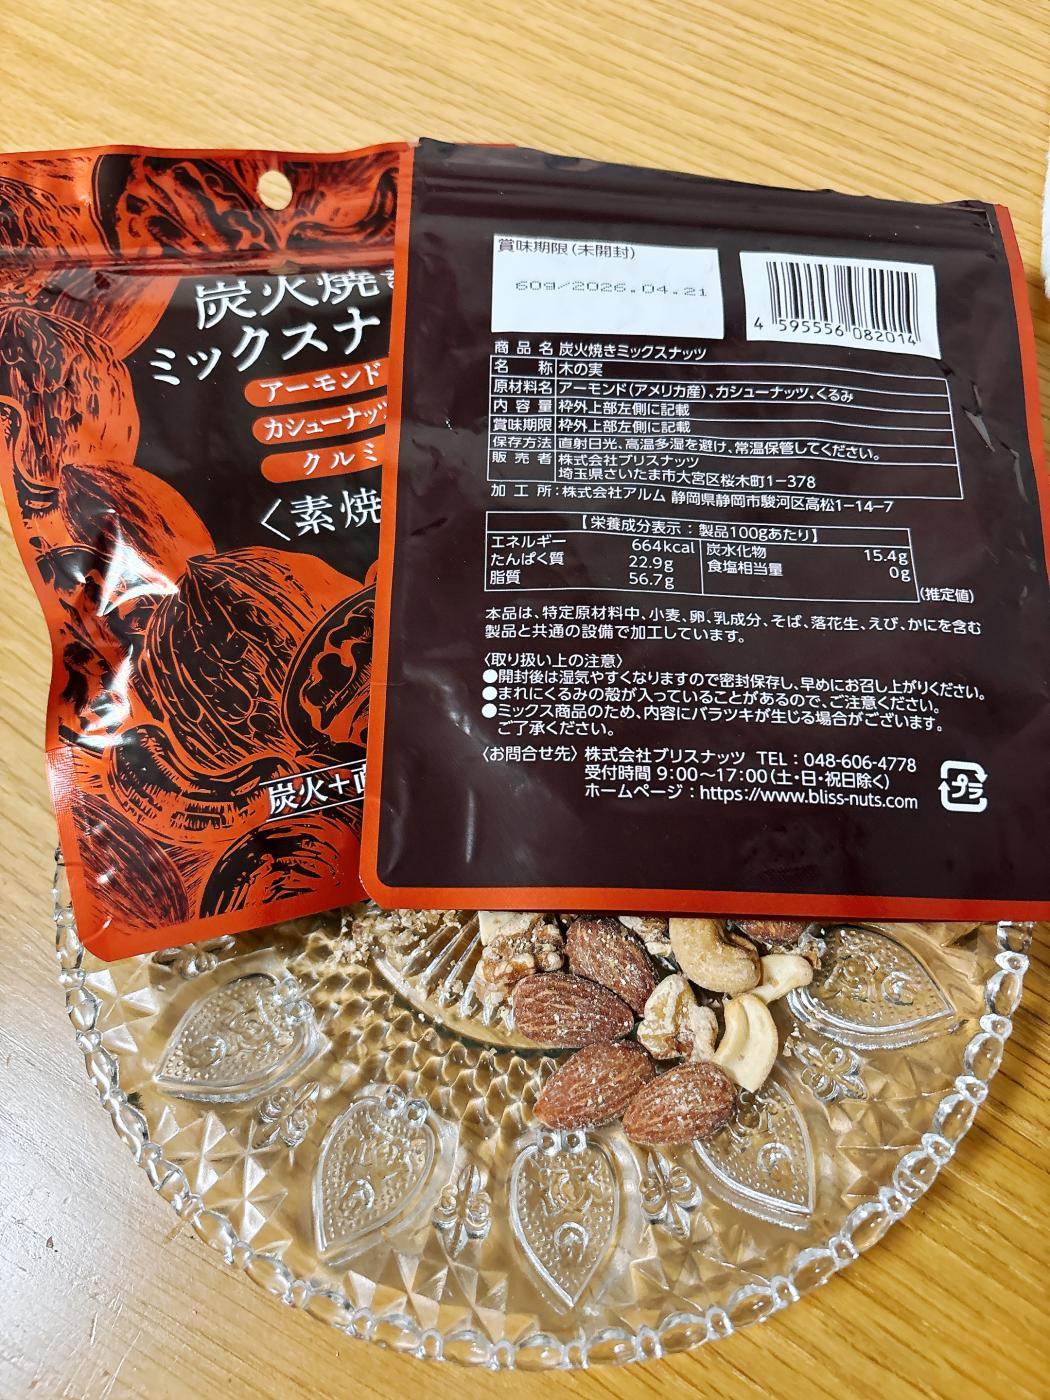 炭火焼き
ミックスナ
アーモンド
カシューナッツ
クルミ
〈素焼
炭火+直
賞味期限(未開封)
60g/2026.04.21
4 595556 082014
商品名 炭火焼きミックスナッツ
名称 木の実
原材料名 アーモンド(アメリカ産)、カシューナッツ、くるみ
内容量 枠外上部左側に記載
賞味期限 枠外上部左側に記載
保存方法 直射日光、高温多湿を避け、常温保管してください。
販売者 株式会社ブリスナッツ
埼玉県さいたま市大宮区桜木町1-378
加工所:株式会社アルム 静岡県静岡市駿河区高松1-14-7
【栄養成分表示:製品100gあたり】
エネルギー 664kcal 炭水化物 15.4g
たんぱく質 22.9g 食塩相当量 0g
脂質 56.7g
(推定値)
本品は、特定原材料中、小麦、卵、乳成分、そば、落花生、えび、かにを含む
製品と共通の設備で加工しています。
〈取り扱い上の注意〉
●開封後は湿気やすくなりますので密封保存し、早めにお召し上がりください。
●まれにくるみの殻が入っていることがあるので、ご注意ください。
●ミックス商品のため、内容にバラツキが生じる場合がございます。
ご了承ください。
〈お問合せ先〉 株式会社ブリスナッツ TEL:048-606-4778
受付時間 9:00〜17:00(土・日・祝日除く)
ホームページ:https://www.bliss-nuts.com
プラ